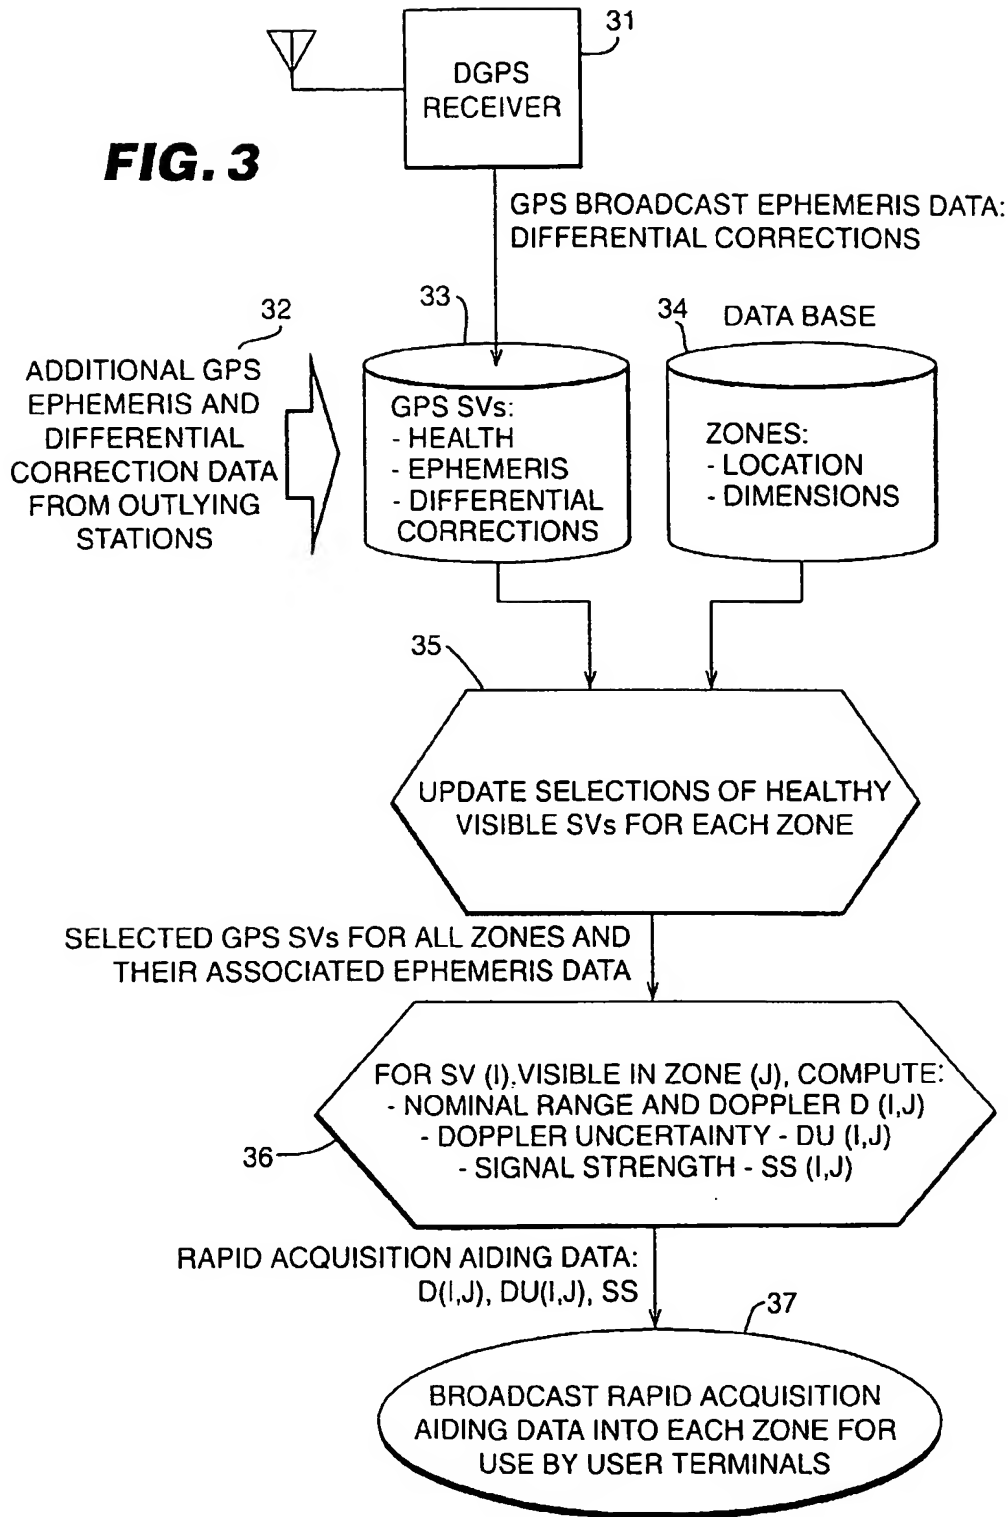 31
DGPS
RECEIVER
FIG. 3
GPS BROADCAST EPHEMERIS DATA:
DIFFERENTIAL CORRECTIONS
32
ADDITIONAL GPS
EPHEMERIS AND
DIFFERENTIAL
CORRECTION DATA
FROM OUTLYING
STATIONS
33
GPS SVs:
- HEALTH
- EPHEMERIS
- DIFFERENTIAL
CORRECTIONS
34
DATA BASE
ZONES:
- LOCATION
- DIMENSIONS
35
UPDATE SELECTIONS OF HEALTHY
VISIBLE SVs FOR EACH ZONE
SELECTED GPS SVs FOR ALL ZONES AND
THEIR ASSOCIATED EPHEMERIS DATA
FOR SV (I), VISIBLE IN ZONE (J), COMPUTE:
- NOMINAL RANGE AND DOPPLER D (I,J)
- DOPPLER UNCERTAINTY - DU (I,J)
- SIGNAL STRENGTH - SS (I,J)
36
RAPID ACQUISITION AIDING DATA:
D(I,J), DU(I,J), SS
37
BROADCAST RAPID ACQUISITION
AIDING DATA INTO EACH ZONE FOR
USE BY USER TERMINALS